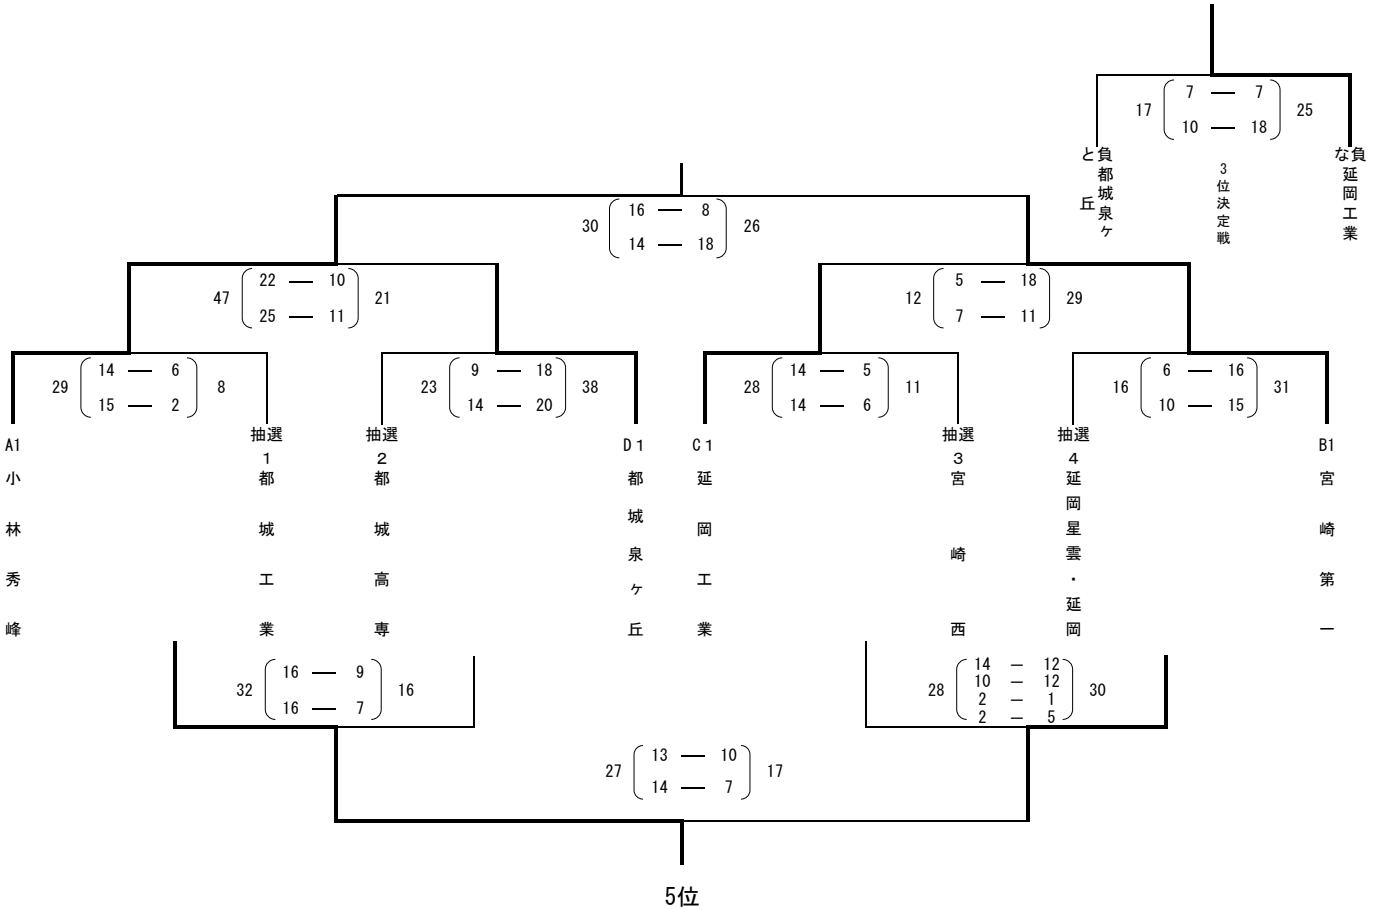 7 — 7
17 25
10 — 18
と負 都城泉ヶ丘
3位決定戦
な負 延岡工業
16 — 8
30 26
14 — 18
22 — 10
47 21
25 — 11
5 — 18
12 29
7 — 11
14 — 6
29 8
15 — 2
9 — 18
23 38
14 — 20
14 — 5
28 11
14 — 6
6 — 16
16 31
10 — 15
A1
小林秀峰
抽選
1
都城工業
抽選
2
都城高専
D1
都城泉ヶ丘
C1
延岡工業
抽選
3
宮崎西
抽選
4
延岡星雲・延岡
B1
宮崎第一
16 — 9
32 16
16 — 7
14 — 12
10 — 12
28 30
2 — 1
2 — 5
13 — 10
27 17
14 — 7
5位